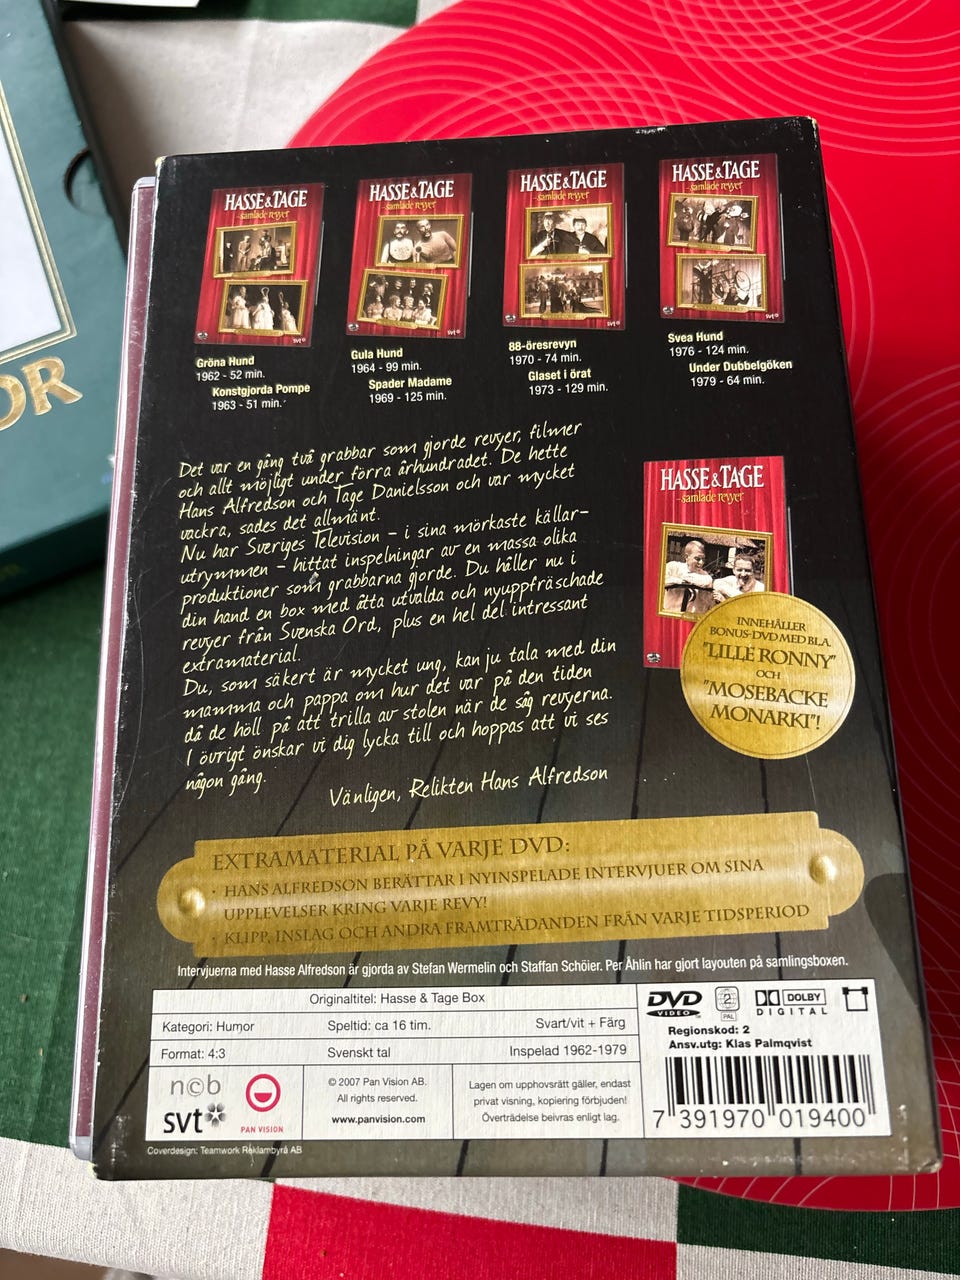 OR
HASSE & TAGE
-samlade revyer
svt
HASSE & TAGE
-samlade revyer
svt
HASSE & TAGE
-samlade revyer
svt
HASSE & TAGE
-samlade revyer
svt
Gröna Hund
1962 - 52 min.
Konstgjorda Pompe
1963 - 51 min.
Gula Hund
1964 - 99 min.
Spader Madame
1969 - 125 min.
88-öresrevyn
1970 - 74 min.
Glaset i örat
1973 - 129 min.
Svea Hund
1976 - 124 min.
Under Dubbelgöken
1979 - 64 min.
Det var en gång två grabbar som gjorde revyer, filmer
och allt möjligt under förra århundradet. De hette
Hans Alfredson och Tage Danielsson och var mycket
vackra, sades det allmänt.
Nu har Sveriges Television - i sina mörkaste källar-
utrymmen - hittat inspelningar av en massa olika
produktioner som grabbarna gjorde. Du håller nu i
din hand en box med åtta utvalda och nyuppfräschade
revyer från Svenska Ord, plus en hel del intressant
extramaterial.
Du, som säkert är mycket ung, kan ju tala med din
mamma och pappa om hur det var på den tiden
då de höll på att trilla av stolen när de såg revyerna.
I övrigt önskar vi dig lycka till och hoppas att vi ses
någon gång.
Vänligen, Relikten Hans Alfredson
HASSE & TAGE
-samlade revyer
INNEHÅLLER
BONUS-DVD MED BL.A.
"LILLE RONNY"
OCH
"MOSEBACKE
MONARKI"!
EXTRAMATERIAL PÅ VARJE DVD:
· HANS ALFREDSON BERÄTTAR I NYINSPELADE INTERVJUER OM SINA
UPPLEVELSER KRING VARJE REVY!
· KLIPP, INSLAG OCH ANDRA FRAMTRÄDANDEN FRÅN VARJE TIDSPERIOD
Intervjuerna med Hasse Alfredson är gjorda av Stefan Wermelin och Staffan Schöier. Per Åhlin har gjort layouten på samlingsboxen.
Originaltitel: Hasse & Tage Box
Kategori: Humor
Speltid: ca 16 tim.
Svart/vit + Färg
Format: 4:3
Svenskt tal
Inspelad 1962-1979
ncb
svt
PAN VISION
© 2007 Pan Vision AB.
All rights reserved.
www.panvision.com
Lagen om upphovsrätt gäller, endast
privat visning, kopiering förbjuden!
Överträdelse beivras enligt lag.
DVD
VIDEO
2
PAL
DOLBY
DIGITAL
Regionskod: 2
Ansv.utg: Klas Palmqvist
7 391970 019400
Coverdesign: Teamwork Reklambyrå AB